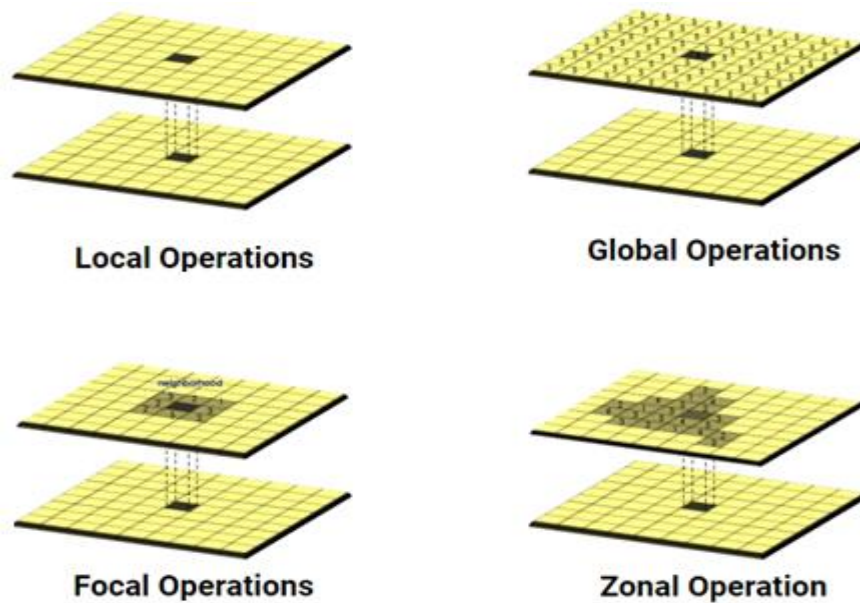 Local Operations
Global Operations
neighborhood
Focal Operations
Zonal Operation